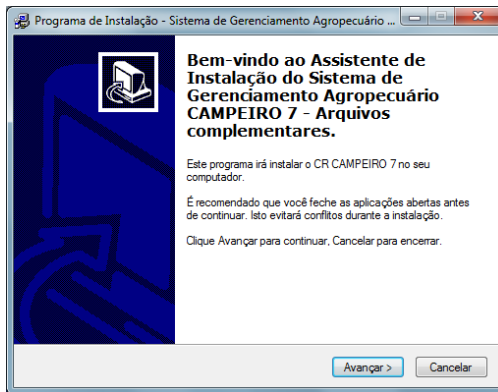 Programa de Instalação - Sistema de Gerenciamento Agropecuário ...
Bem-vindo ao Assistente de
Instalação do Sistema de
Gerenciamento Agropecuário
CAMPEIRO 7 - Arquivos
complementares.
Este programa irá instalar o CR CAMPEIRO 7 no seu
computador.
É recomendado que você feche as aplicações abertas antes
de continuar. Isto evitará conflitos durante a instalação.
Clique Avançar para continuar, Cancelar para encerrar.
Avançar > Cancelar